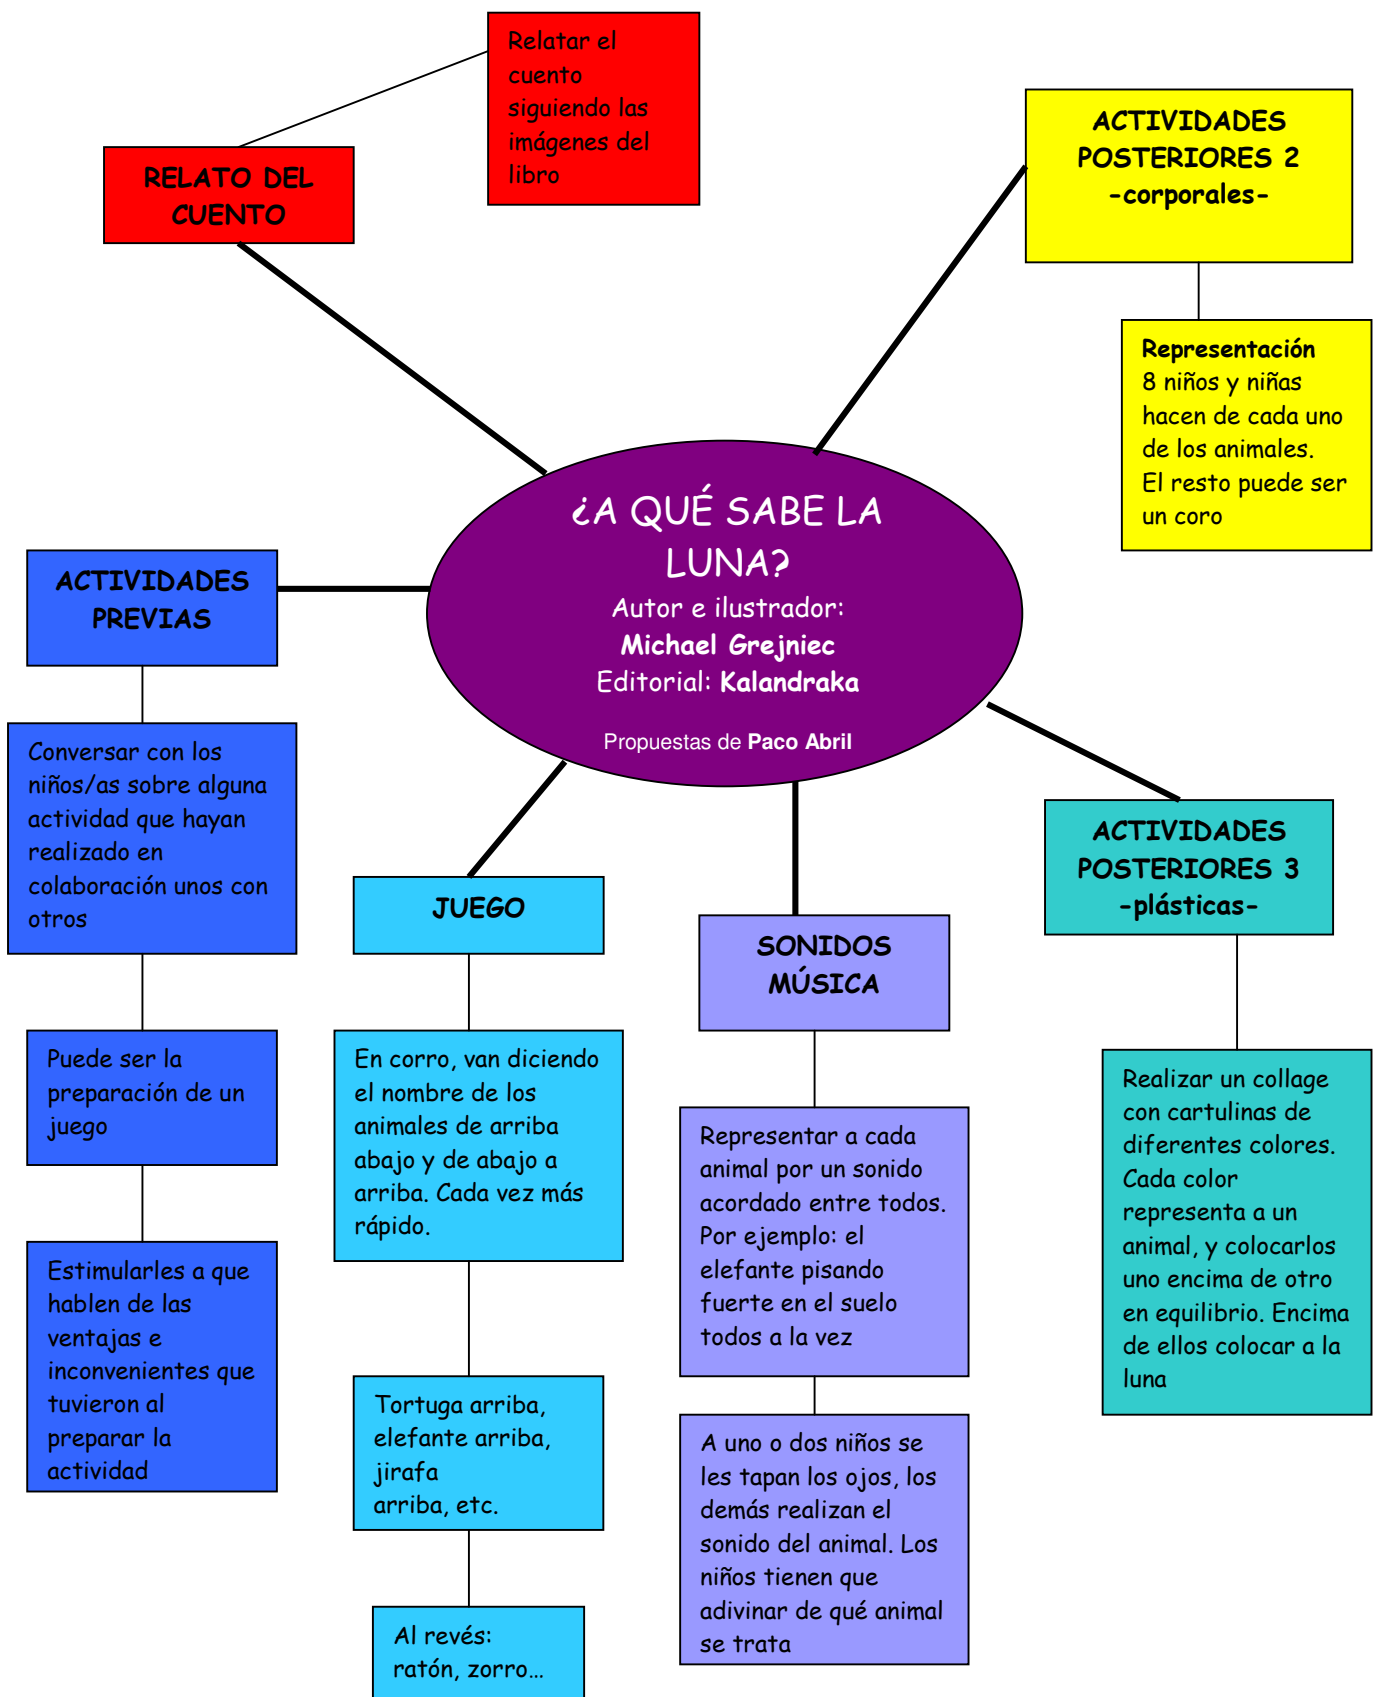 Relatar el
cuento
siguiendo las
imágenes del
libro
RELATO DEL
CUENTO
ACTIVIDADES
POSTERIORES 2
-corporales-
Representación
8 niños y niñas
hacen de cada uno
de los animales.
El resto puede ser
un coro
¿A QUÉ SABE LA
LUNA?
Autor e ilustrador:
Michael Grejniec
Editorial: Kalandraka
Propuestas de Paco Abril
ACTIVIDADES
PREVIAS
Conversar con los
niños/as sobre alguna
actividad que hayan
realizado en
colaboración unos con
otros
Puede ser la
preparación de un
juego
Estimularles a que
hablen de las
ventajas e
inconvenientes que
tuvieron al
preparar la
actividad
JUEGO
En corro, van diciendo
el nombre de los
animales de arriba
abajo y de abajo a
arriba. Cada vez más
rápido.
Tortuga arriba,
elefante arriba,
jirafa
arriba, etc.
Al revés:
ratón, zorro…
SONIDOS
MÚSICA
Representar a cada
animal por un sonido
acordado entre todos.
Por ejemplo: el
elefante pisando
fuerte en el suelo
todos a la vez
A uno o dos niños se
les tapan los ojos, los
demás realizan el
sonido del animal. Los
niños tienen que
adivinar de qué animal
se trata
ACTIVIDADES
POSTERIORES 3
-plásticas-
Realizar un collage
con cartulinas de
diferentes colores.
Cada color
representa a un
animal, y colocarlos
uno encima de otro
en equilibrio. Encima
de ellos colocar a la
luna